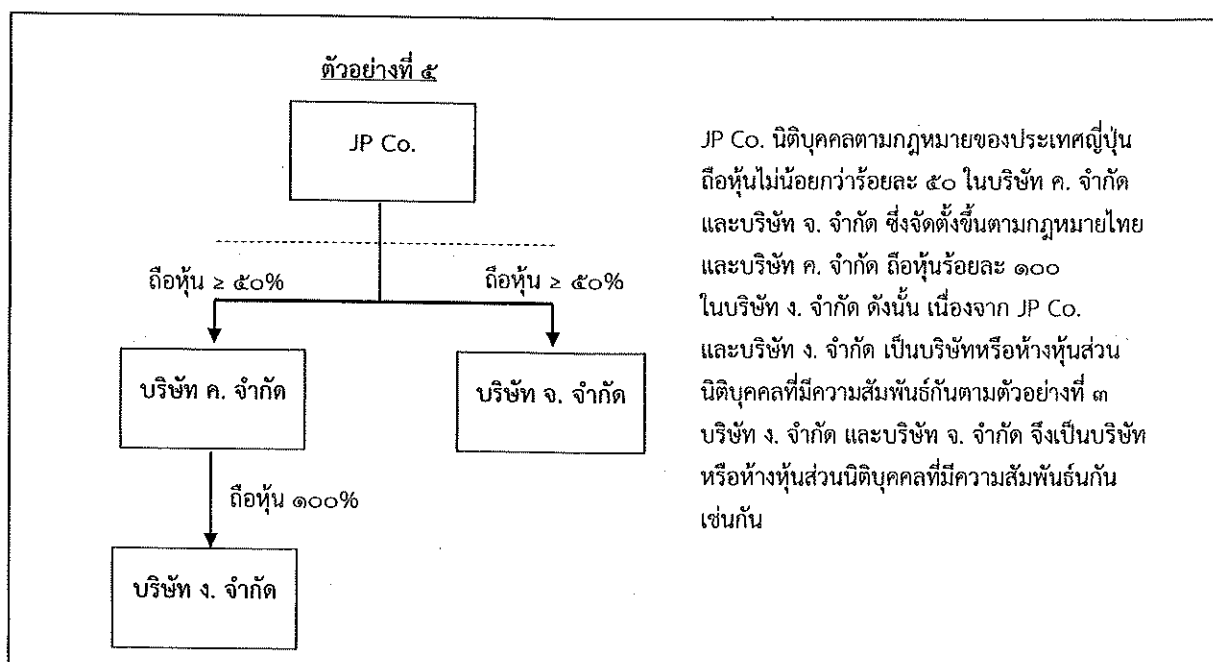 ตัวอย่างที่ ๕
JP Co.
ถือหุ้น ≥ ๕๐%
ถือหุ้น ≥ ๕๐%
บริษัท ค. จำกัด
บริษัท จ. จำกัด
ถือหุ้น ๑๐๐%
บริษัท ง. จำกัด
JP Co. นิติบุคคลตามกฎหมายของประเทศญี่ปุ่น
ถือหุ้นไม่น้อยกว่าร้อยละ ๕๐ ในบริษัท ค. จำกัด
และบริษัท จ. จำกัด ซึ่งจัดตั้งขึ้นตามกฎหมายไทย
และบริษัท ค. จำกัด ถือหุ้นร้อยละ ๑๐๐
ในบริษัท ง. จำกัด ดังนั้น เนื่องจาก JP Co.
และบริษัท ง. จำกัด เป็นบริษัทหรือห้างหุ้นส่วน
นิติบุคคลที่มีความสัมพันธ์กันตามตัวอย่างที่ ๓
บริษัท ง. จำกัด และบริษัท จ. จำกัด จึงเป็นบริษัท
หรือห้างหุ้นส่วนนิติบุคคลที่มีความสัมพันธ์นกัน
เช่นกัน